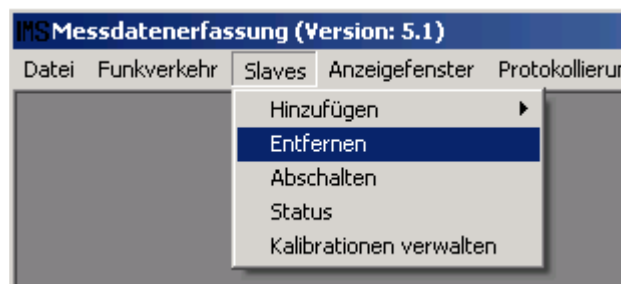 IMS Messdatenerfassung (Version: 5.1)
Datei Funkverkehr Slaves Anzeigefenster
Hinzufügen
Entfernen
Abschalten
Status
Kalibrationen verwalten